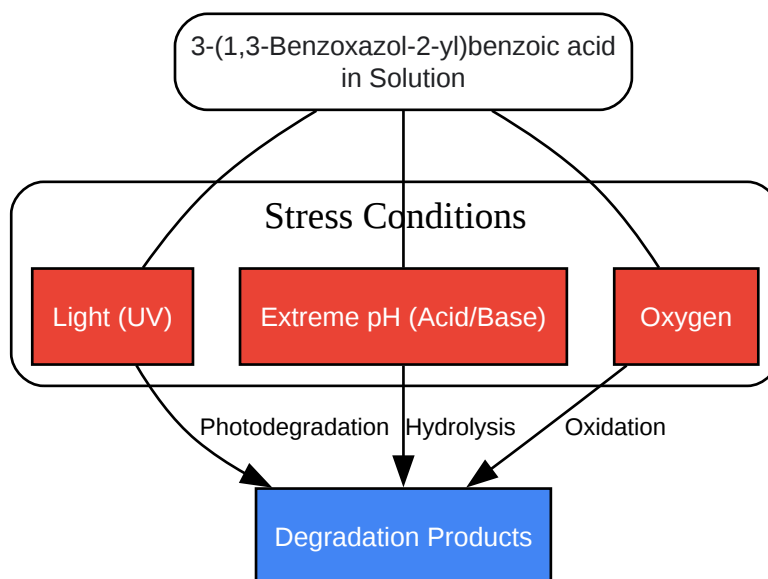 3-(1,3-Benzoxazol-2-yl)benzoic acid
in Solution
Stress Conditions
Light (UV)
Extreme pH (Acid/Base)
Oxygen
Photodegradation
Hydrolysis
Oxidation
Degradation Products